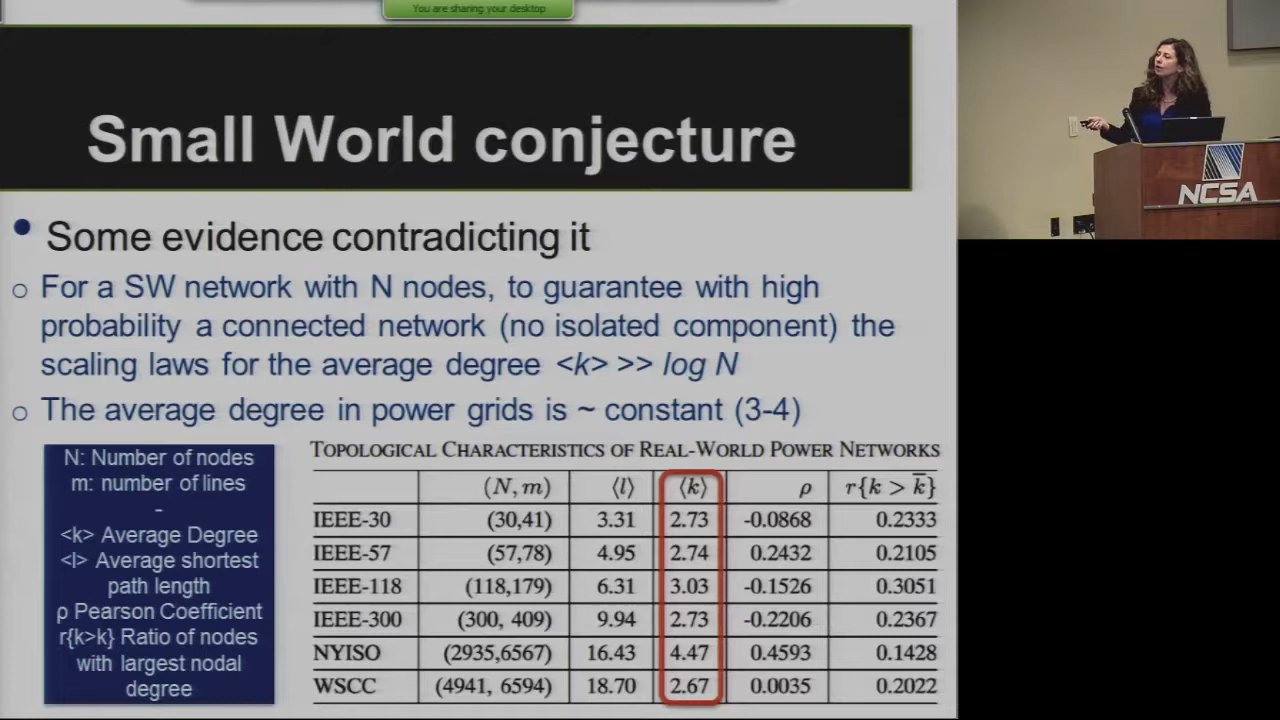 You are sharing your desktop
Small World conjecture
• Some evidence contradicting it
o For a SW network with N nodes, to guarantee with high
probability a connected network (no isolated component) the
scaling laws for the average degree <k> >> log N
o The average degree in power grids is ~ constant (3-4)
N: Number of nodes
m: number of lines
-
<k> Average Degree
<l> Average shortest
path length
ρ Pearson Coefficient
r{k>k} Ratio of nodes
with largest nodal
degree
TOPOLOGICAL CHARACTERISTICS OF REAL-WORLD POWER NETWORKS
(N, m) ⟨l⟩ ⟨k⟩ ρ r{k > k̅}
IEEE-30 (30,41) 3.31 2.73 -0.0868 0.2333
IEEE-57 (57,78) 4.95 2.74 0.2432 0.2105
IEEE-118 (118,179) 6.31 3.03 -0.1526 0.3051
IEEE-300 (300, 409) 9.94 2.73 -0.2206 0.2367
NYISO (2935,6567) 16.43 4.47 0.4593 0.1428
WSCC (4941, 6594) 18.70 2.67 0.0035 0.2022
NCSA